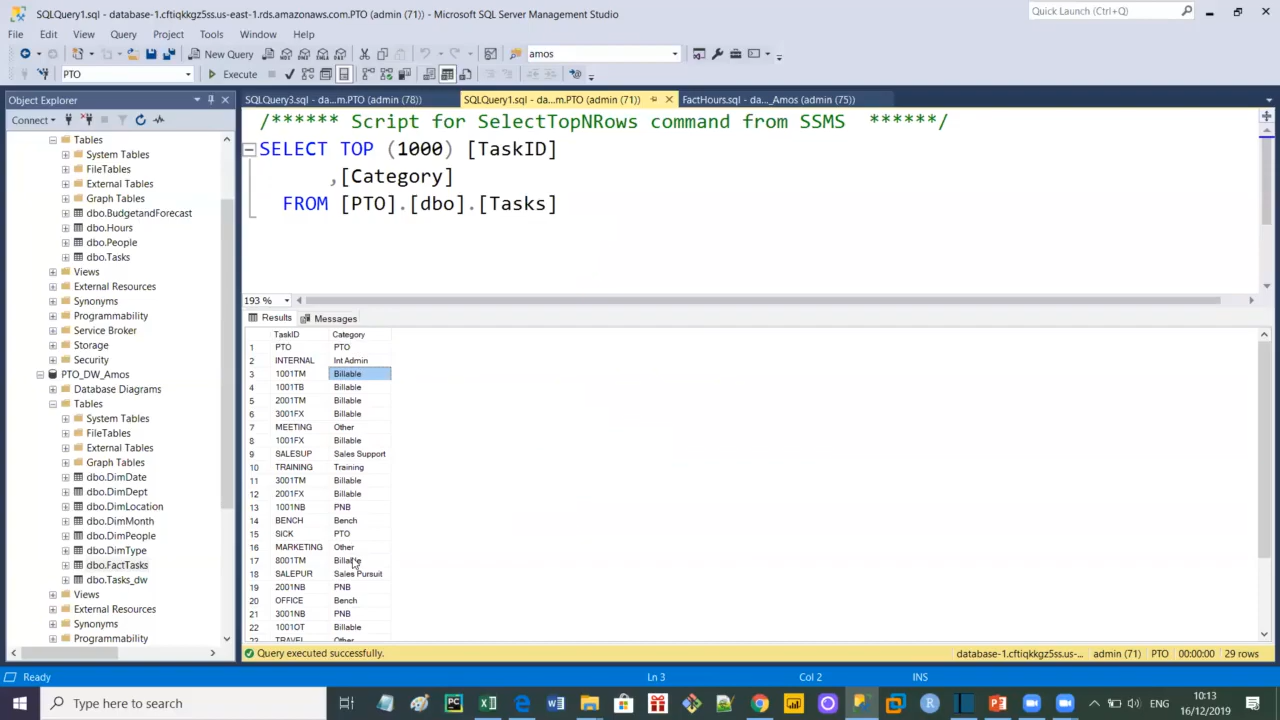 SQLQuery1.sql - database-1.cftiqkkgz5ss.us-east-1.rds.amazonaws.com.PTO (admin (71)) - Microsoft SQL Server Management Studio
Quick Launch (Ctrl+Q)
File Edit View Query Project Tools Window Help
New Query
amos
PTO
Execute
Object Explorer
SQLQuery3.sql - da...m.PTO (admin (78))
SQLQuery1.sql - da...m.PTO (admin (71))
FactHours.sql - da..._Amos (admin (75))
Connect
Tables
System Tables
FileTables
External Tables
Graph Tables
dbo.BudgetandForecast
dbo.Hours
dbo.People
dbo.Tasks
Views
External Resources
Synonyms
Programmability
Service Broker
Storage
Security
PTO_DW_Amos
Database Diagrams
Tables
System Tables
FileTables
External Tables
Graph Tables
dbo.DimDate
dbo.DimDept
dbo.DimLocation
dbo.DimMonth
dbo.DimPeople
dbo.DimType
dbo.FactTasks
dbo.Tasks_dw
Views
External Resources
Synonyms
Programmability
/****** Script for SelectTopNRows command from SSMS ******/
SELECT TOP (1000) [TaskID]
,[Category]
FROM [PTO].[dbo].[Tasks]
193 %
Results Messages
TaskID Category
1 PTO PTO
2 INTERNAL Int Admin
3 1001TM Billable
4 1001TB Billable
5 2001TM Billable
6 3001FX Billable
7 MEETING Other
8 1001FX Billable
9 SALESUP Sales Support
10 TRAINING Training
11 3001TM Billable
12 2001FX Billable
13 1001NB PNB
14 BENCH Bench
15 SICK PTO
16 MARKETING Other
17 8001TM Billable
18 SALEPUR Sales Pursuit
19 2001NB PNB
20 OFFICE Bench
21 3001NB PNB
22 1001OT Billable
23 TRAVEL Other
Query executed successfully.
database-1.cftiqkkgz5ss.us-... admin (71) PTO 00:00:00 29 rows
Ready
Ln 3
Col 2
INS
Type here to search
ENG
10:13
16/12/2019